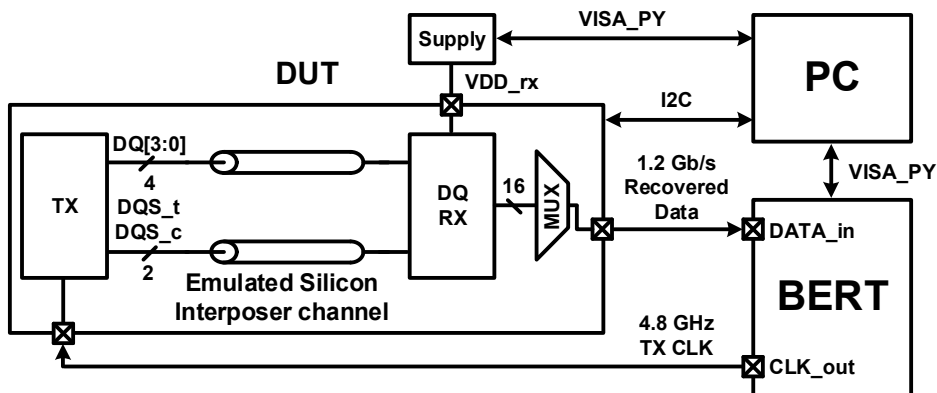 VISA_PY
Supply
PC
DUT
VDD_rx
I2C
DQ[3:0]
4
TX
DQS_t
DQS_c
2
DQ
RX
16
MUX
1.2 Gb/s
Recovered
Data
VISA_PY
DATA_in
BERT
Emulated Silicon
Interposer channel
4.8 GHz
TX CLK
CLK_out